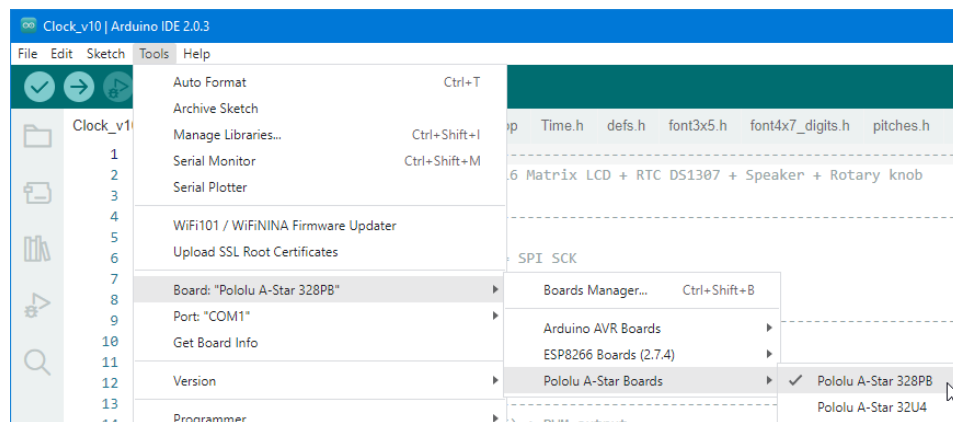 Clock_v10 | Arduino IDE 2.0.3
File Edit Sketch Tools Help
Auto Format Ctrl+T
Archive Sketch
Manage Libraries... Ctrl+Shift+I
Serial Monitor Ctrl+Shift+M
Serial Plotter
WiFi101 / WiFiNINA Firmware Updater
Upload SSL Root Certificates
Board: "Pololu A-Star 328PB"
Port: "COM1"
Get Board Info
Version
Programmer
Clock_v1
Time.h defs.h font3x5.h font4x7_digits.h pitches.h
1
2 6 Matrix LCD + RTC DS1307 + Speaker + Rotary knob
3
4
5
6 SPI SCK
7
8
9
10
11
12
13
Boards Manager... Ctrl+Shift+B
Arduino AVR Boards
ESP8266 Boards (2.7.4)
Pololu A-Star Boards
Pololu A-Star 328PB
Pololu A-Star 32U4